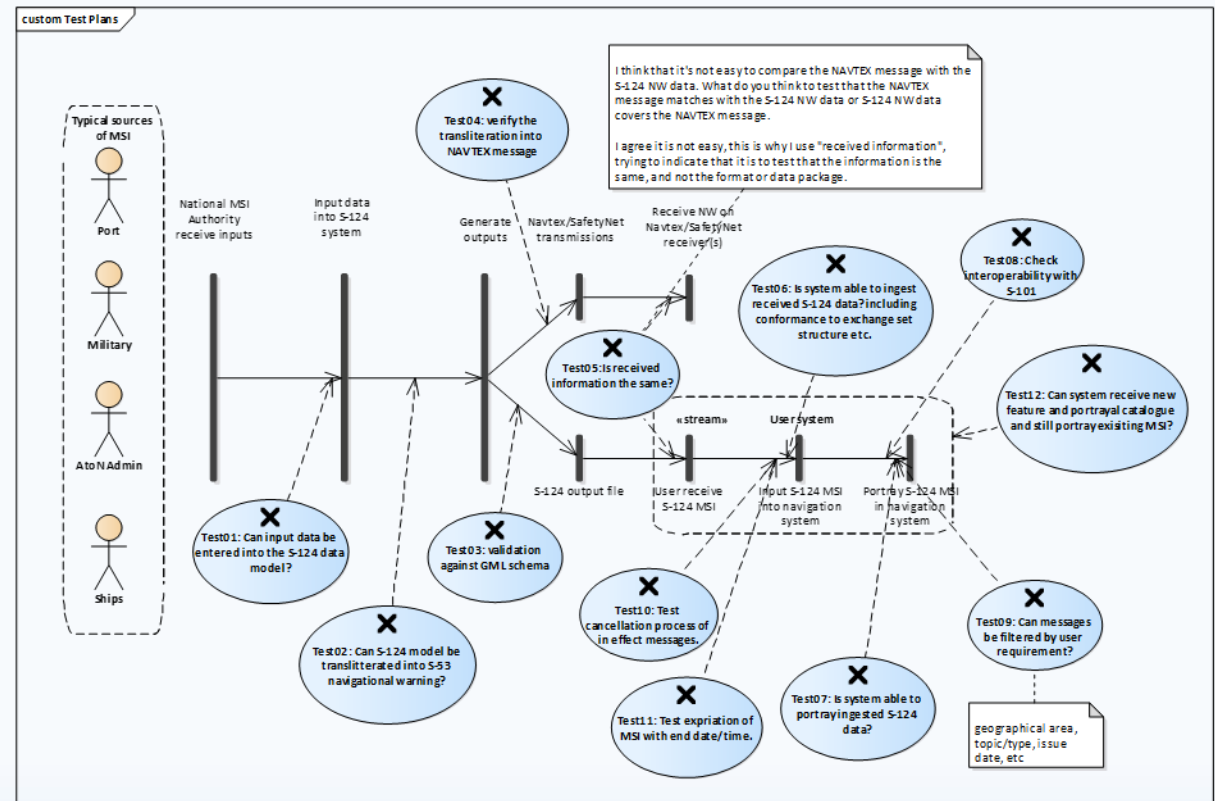 custom Test Plans
I think that it's not easy to compare the NAVTEX message with the
S-124 NW data. What do you think to test that the NAVTEX
message matches with the S-124 NW data or S-124 NW data
covers the NAVTEX message.
I agree it is not easy, this is why I use "received information",
trying to indicate that it is to test that the information is the
same, and not the format or data package.
Typical sources
of MSI
Port
Military
AtoN Admin
Ships
Test04: verify the
transliteration into
NAVTEX message
National MSI
Authority
receive inputs
Input data
into S-124
system
Generate
outputs
Navtex/SafetyNet
transmissions
Receive NW on
Navtex/SafetyNet
receiver(s)
Test08: Check
interoperability with
S-101
Test06: Is system able to ingest
received S-124 data? including
conformance to exchange set
structure etc.
Test05: Is received
information the same?
Test12: Can system receive new
feature and portrayal catalogue
and still portray exisiting MSI?
«stream»
User system
S-124 output file
User receive
S-124 MSI
Input S-124 MSI
into navigation
system
Portray S-124 MSI
in navigation
system
Test01: Can input data be
entered into the S-124 data
model?
Test03: validation
against GML schema
Test02: Can S-124 model be
translitterated into S-53
navigational warning?
Test10: Test
cancellation process of
in effect messages.
Test09: Can messages
be filtered by user
requirement?
Test11: Test expriation of
MSI with end date/time.
Test07: Is system able to
portray ingested S-124
data?
geographical area,
topic/type, issue
date, etc